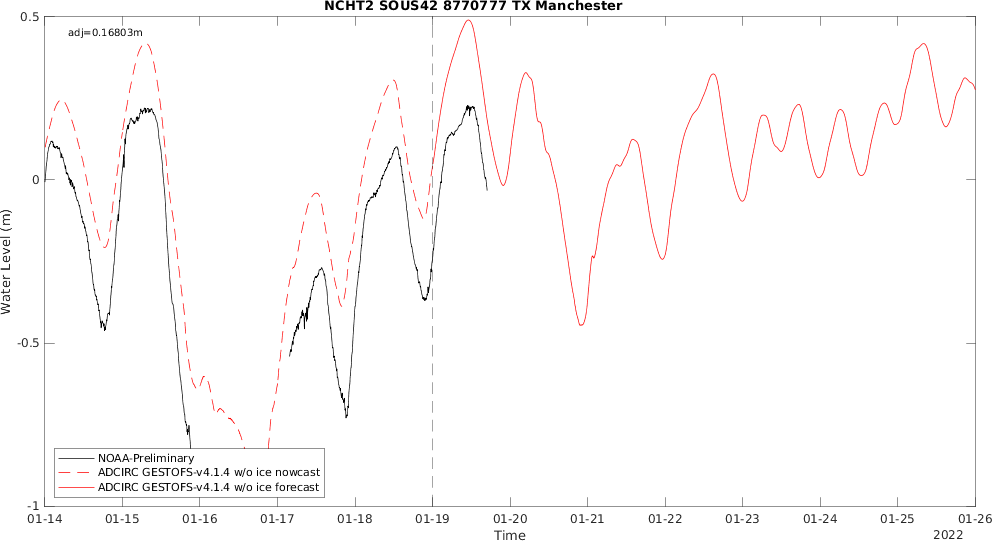 NCHT2 SOUS42 8770777 TX Manchester
adj=0.16803m
0.5
0
-0.5
-1
Water Level (m)
NOAA-Preliminary
ADCIRC GESTOFS-v4.1.4 w/o ice nowcast
ADCIRC GESTOFS-v4.1.4 w/o ice forecast
01-14 01-15 01-16 01-17 01-18 01-19 01-20 01-21 01-22 01-23 01-24 01-25 01-26
Time
2022